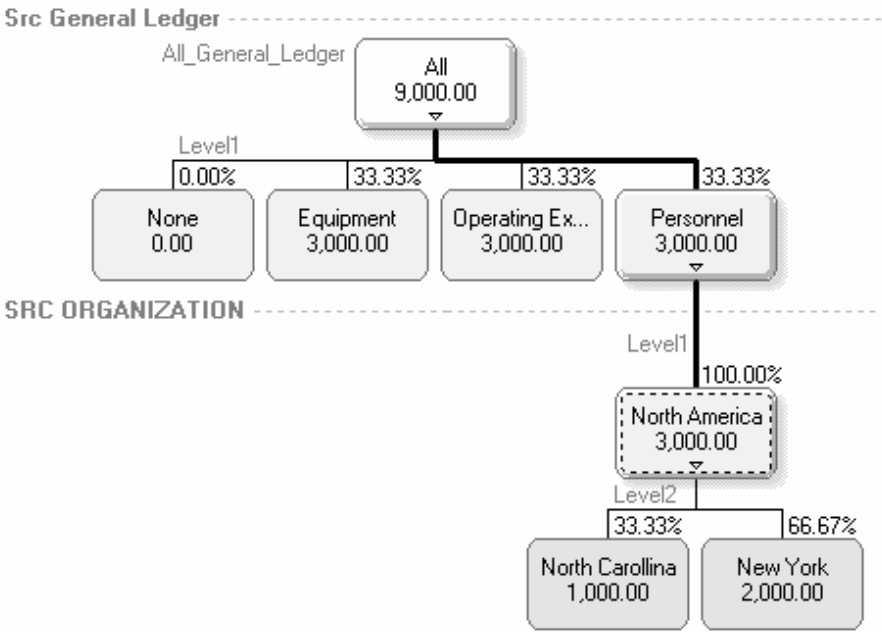 Src General Ledger
All_General_Ledger
All
9,000.00
Level1
0.00%
33.33%
33.33%
33.33%
None
0.00
Equipment
3,000.00
Operating Ex...
3,000.00
Personnel
3,000.00
SRC ORGANIZATION
Level1
100.00%
North America
3,000.00
Level2
33.33%
66.67%
North Carollina
1,000.00
New York
2,000.00